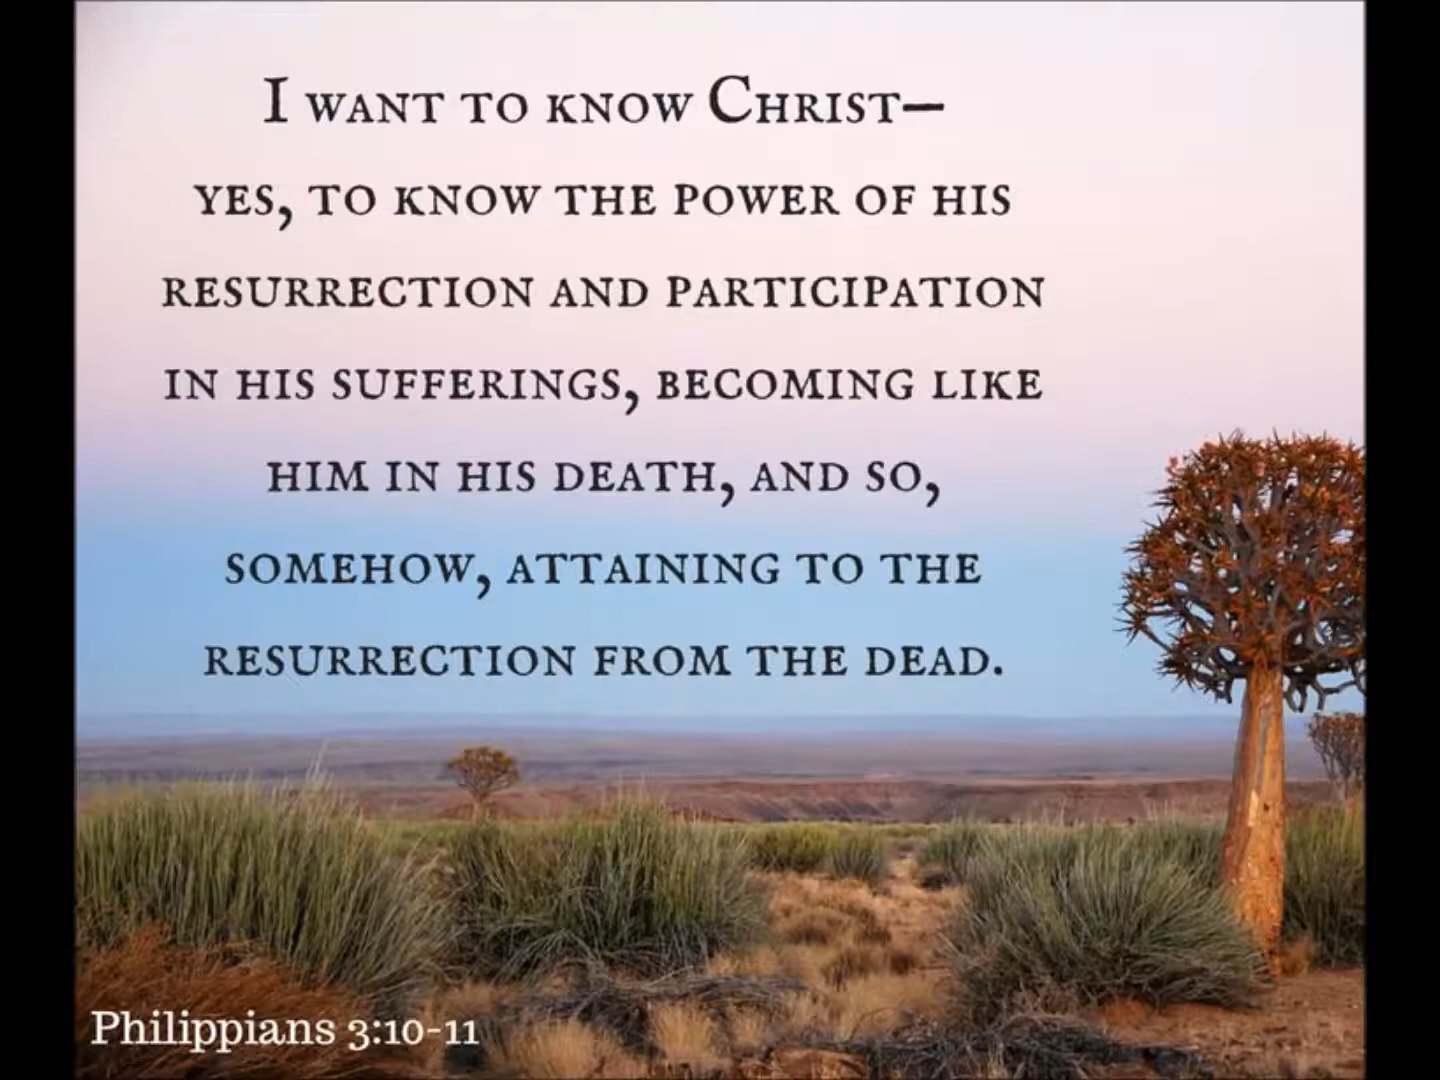 I want to know Christ—
yes, to know the power of his
resurrection and participation
in his sufferings, becoming like
him in his death, and so,
somehow, attaining to the
resurrection from the dead.
Philippians 3:10-11